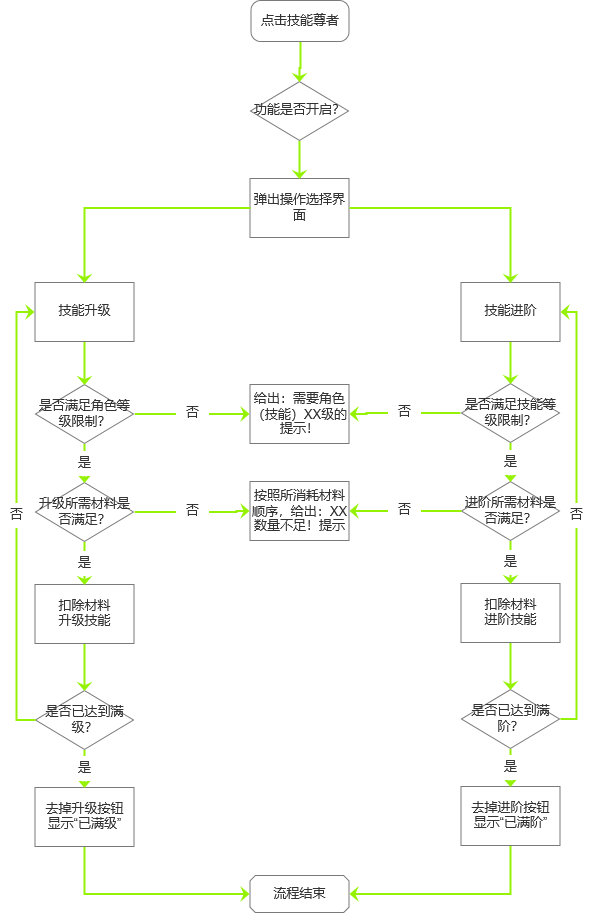 点击技能尊者
功能是否开启？
弹出操作选择界
面
技能升级
技能进阶
是否满足角色等
级限制？
否
给出：需要角色
（技能）XX级的
提示！
否
是否满足技能等
级限制？
是
是
升级所需材料是
否满足？
否
按照所消耗材料
顺序，给出：XX
数量不足！提示
否
进阶所需材料是
否满足？
否
否
是
是
扣除材料
升级技能
扣除材料
进阶技能
是否已达到满
级？
是否已达到满
阶？
是
是
去掉升级按钮
显示“已满级”
去掉进阶按钮
显示“已满阶”
流程结束